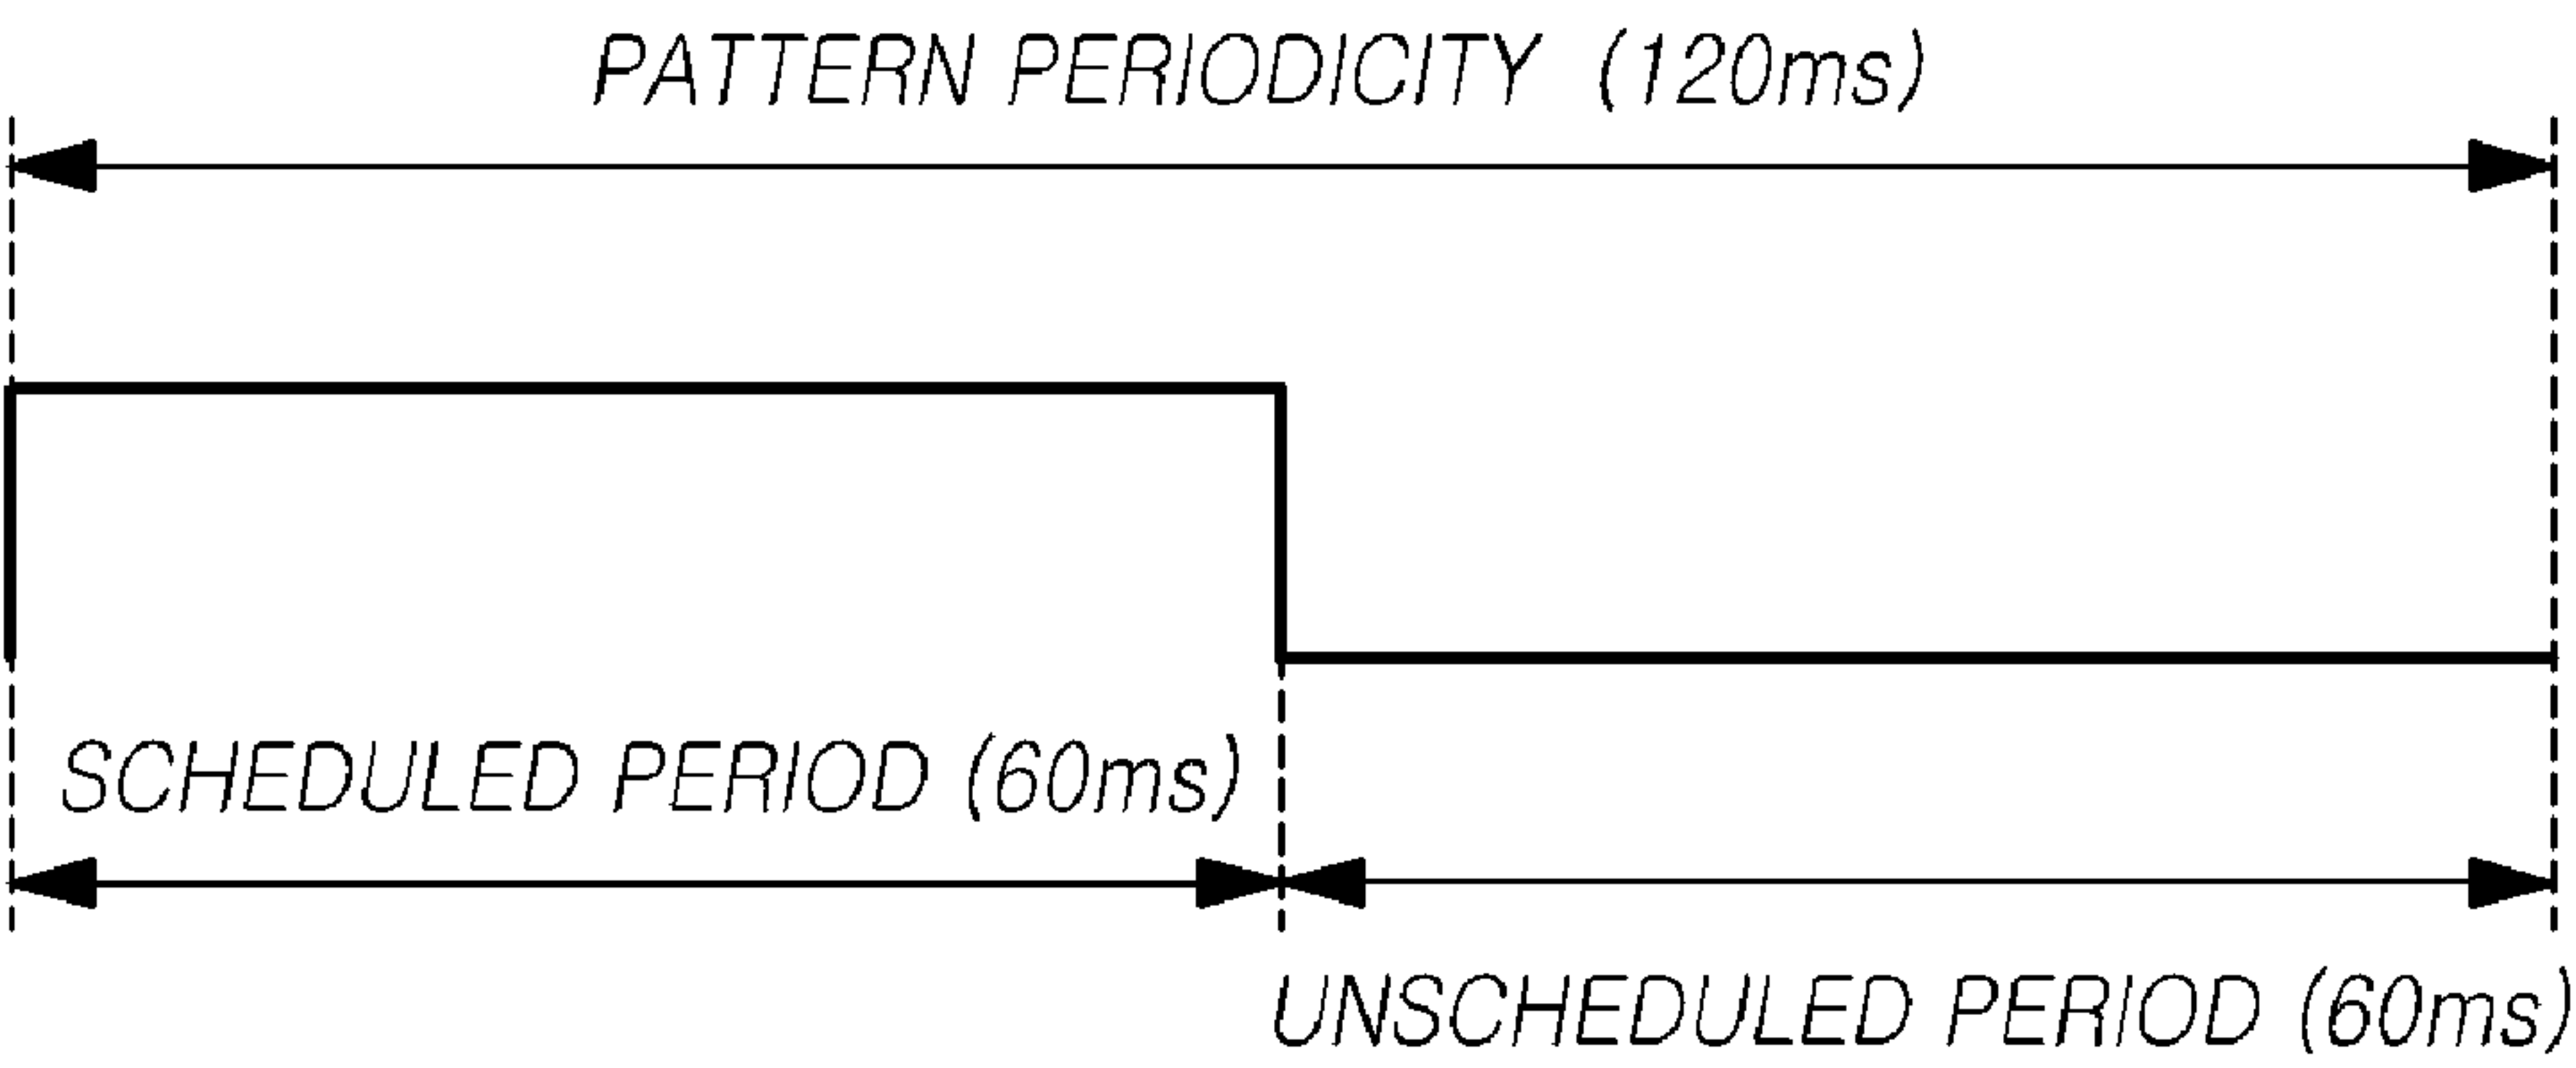 PATTERN PERIODICITY (120ms)
SCHEDULED PERIOD (60ms)
UNSCHEDULED PERIOD (60ms)